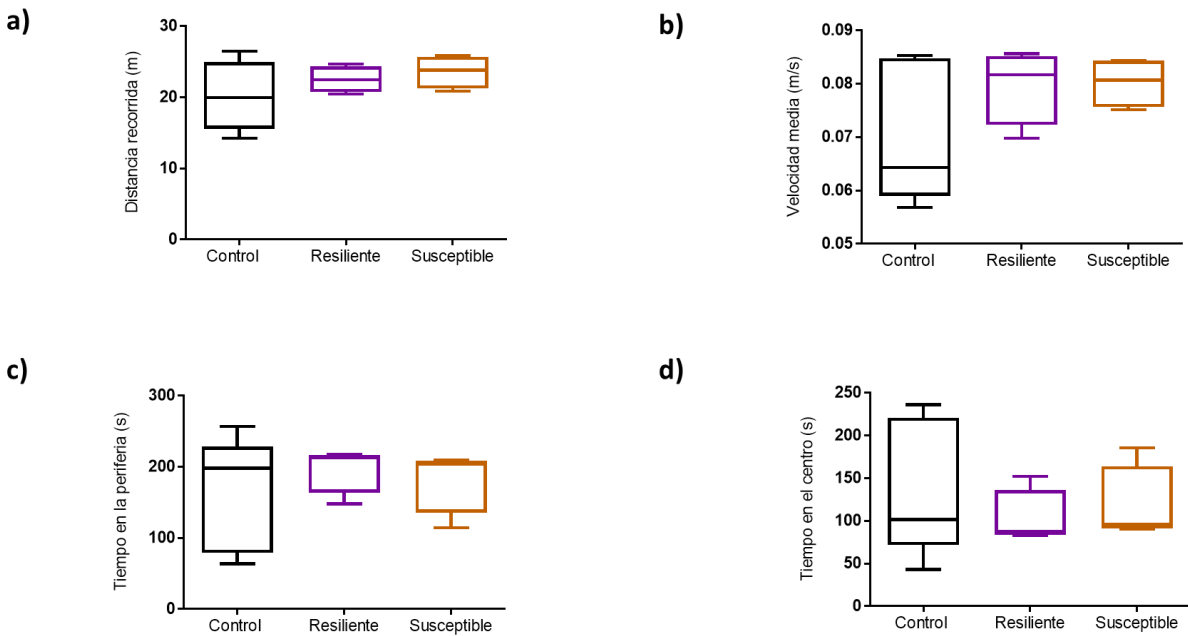 a)
Distancia recorrida (m)
30
20
10
0
Control Resiliente Susceptible
b)
Velocidad media (m/s)
0.09
0.08
0.07
0.06
0.05
Control Resiliente Susceptible
c)
Tiempo en la periferia (s)
300
200
100
0
Control Resiliente Susceptible
d)
Tiempo en el centro (s)
250
200
150
100
50
0
Control Resiliente Susceptible